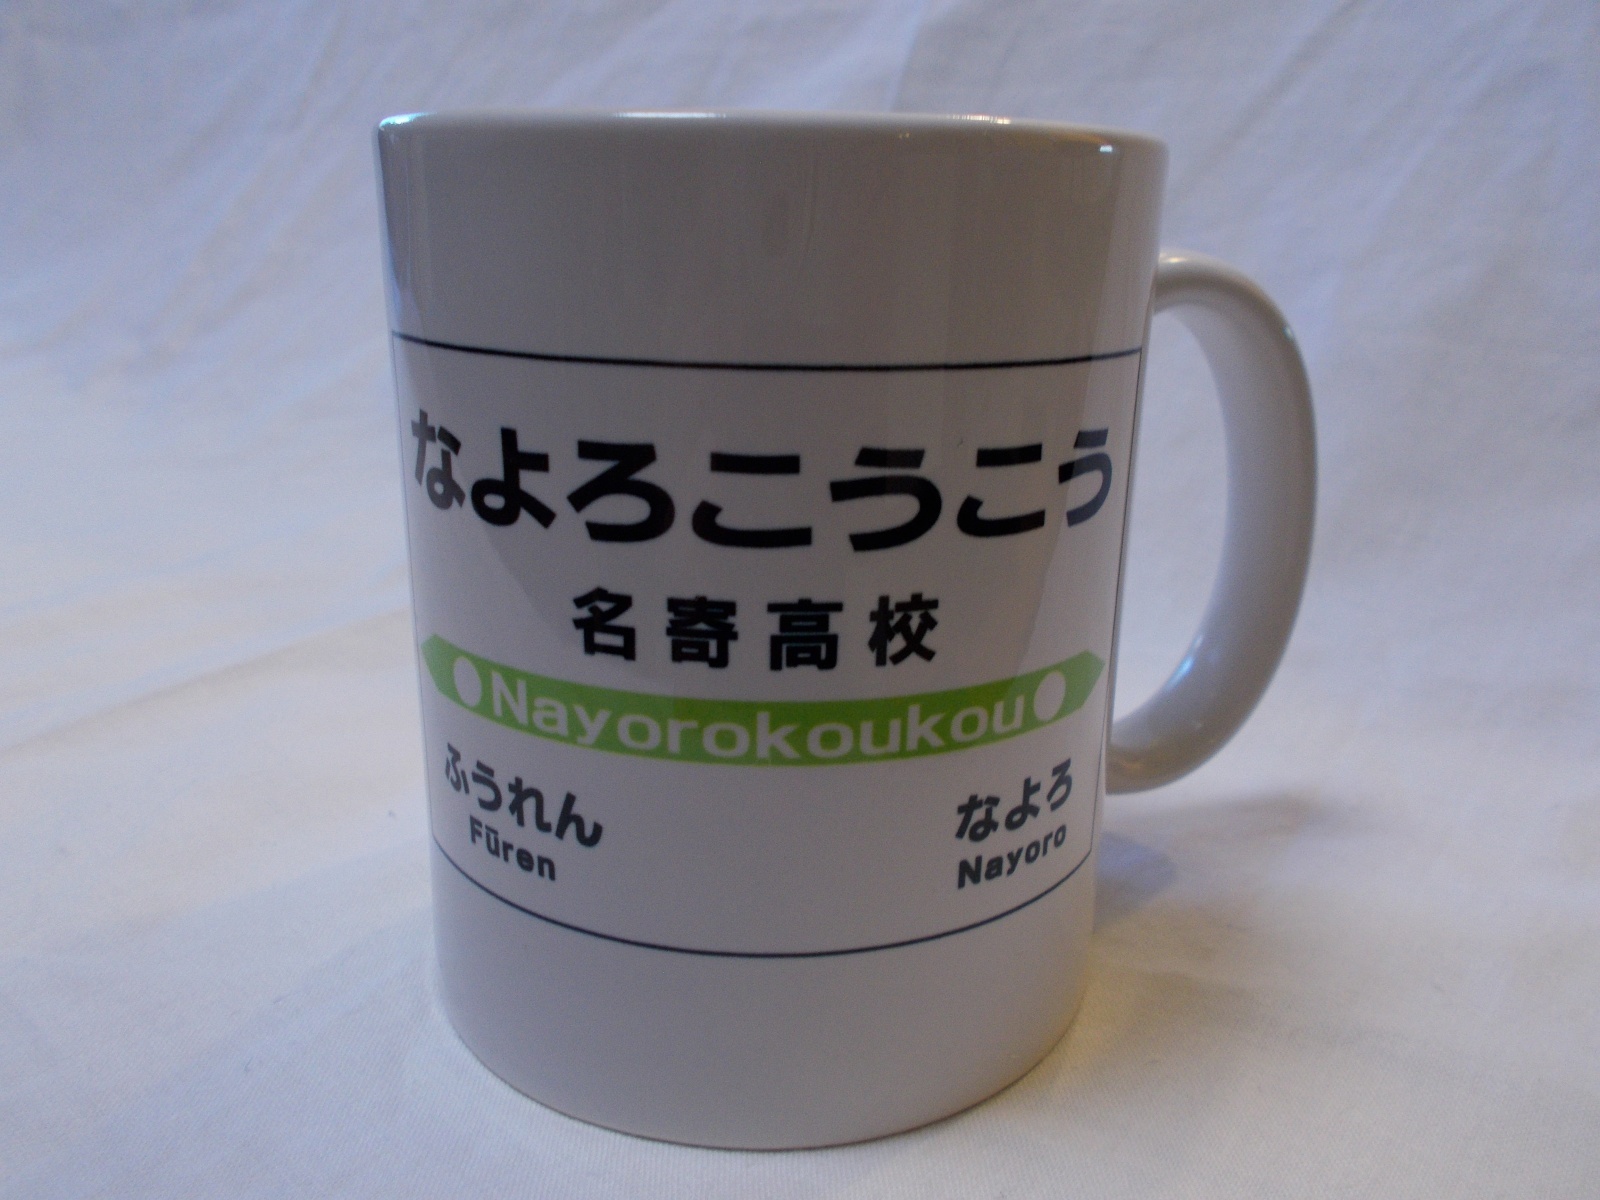 なよろこうこう
名寄高校
Nayorokoukou
ふうれん なよろ
Fūren Nayoro